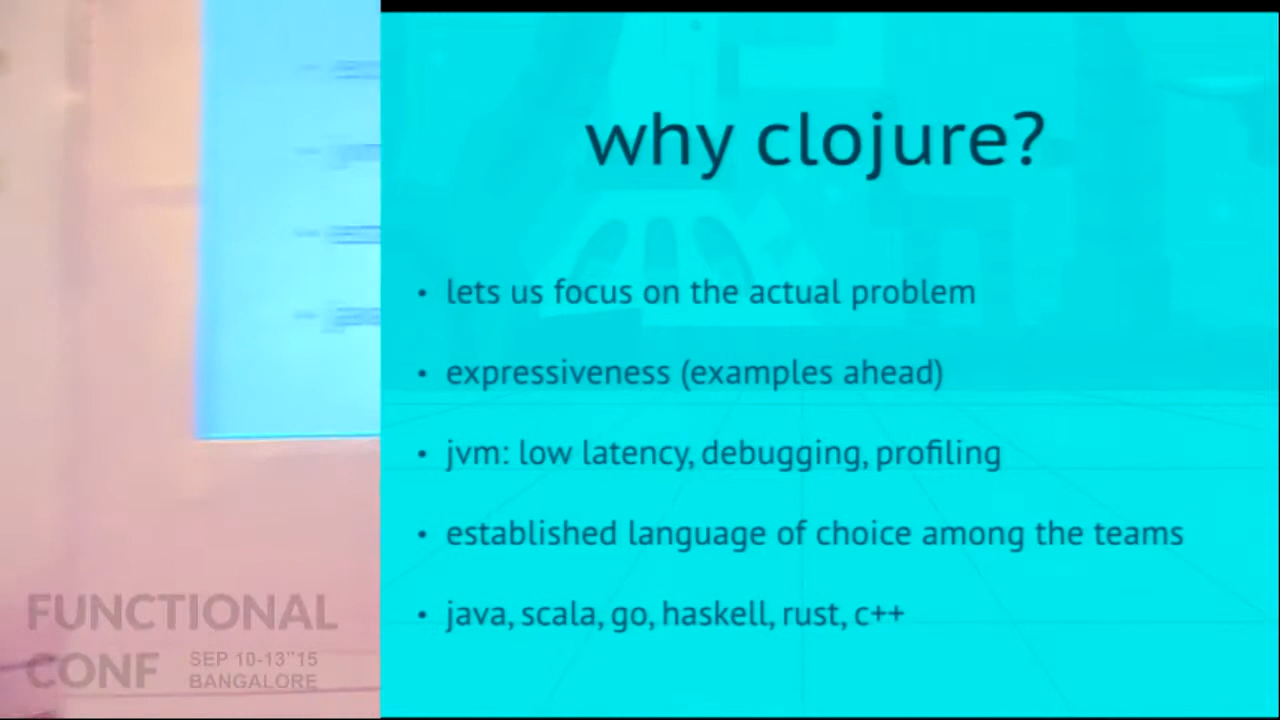 why clojure?
• lets us focus on the actual problem
• expressiveness (examples ahead)
• jvm: low latency, debugging, profiling
• established language of choice among the teams
• java, scala, go, haskell, rust, c++
FUNCTIONAL
CONF SEP 10-13"15
BANGALORE